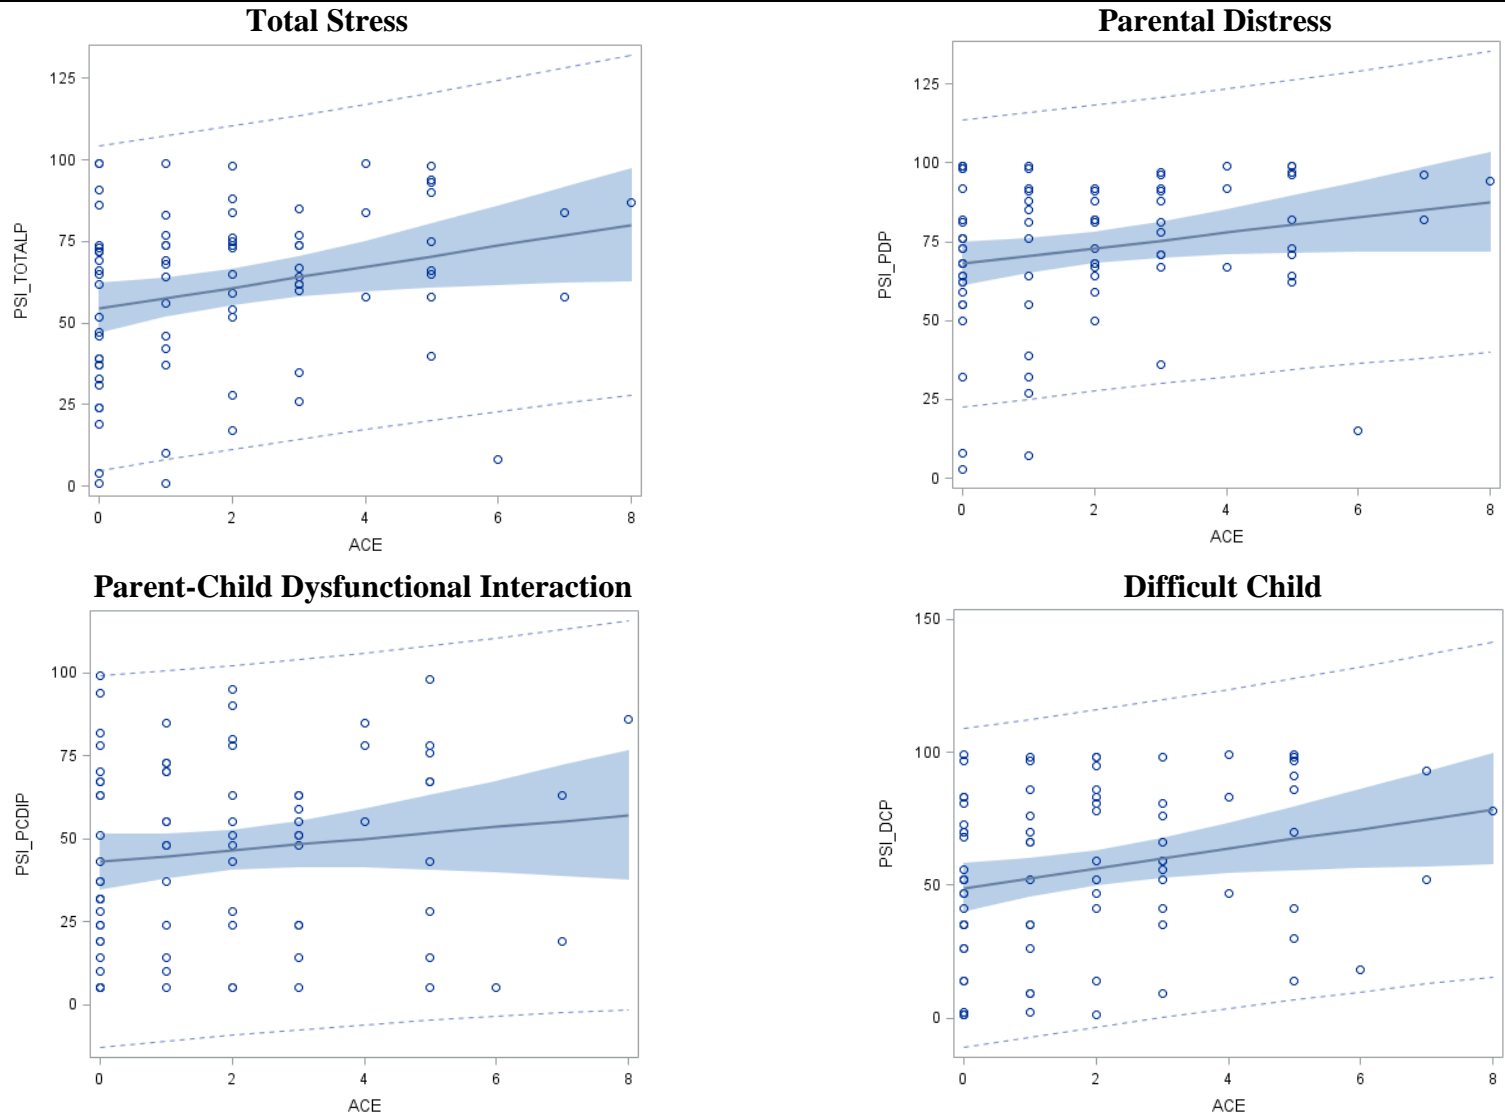 Total Stress
125
100
75
50
25
0
PSI_TOTALP
0 2 4 6 8
ACE
Parental Distress
125
100
75
50
25
0
PSI_PDP
0 2 4 6 8
ACE
Parent-Child Dysfunctional Interaction
100
75
50
25
0
PSI_PCDIP
0 2 4 6 8
ACE
Difficult Child
150
100
50
0
PSI_DCP
0 2 4 6 8
ACE